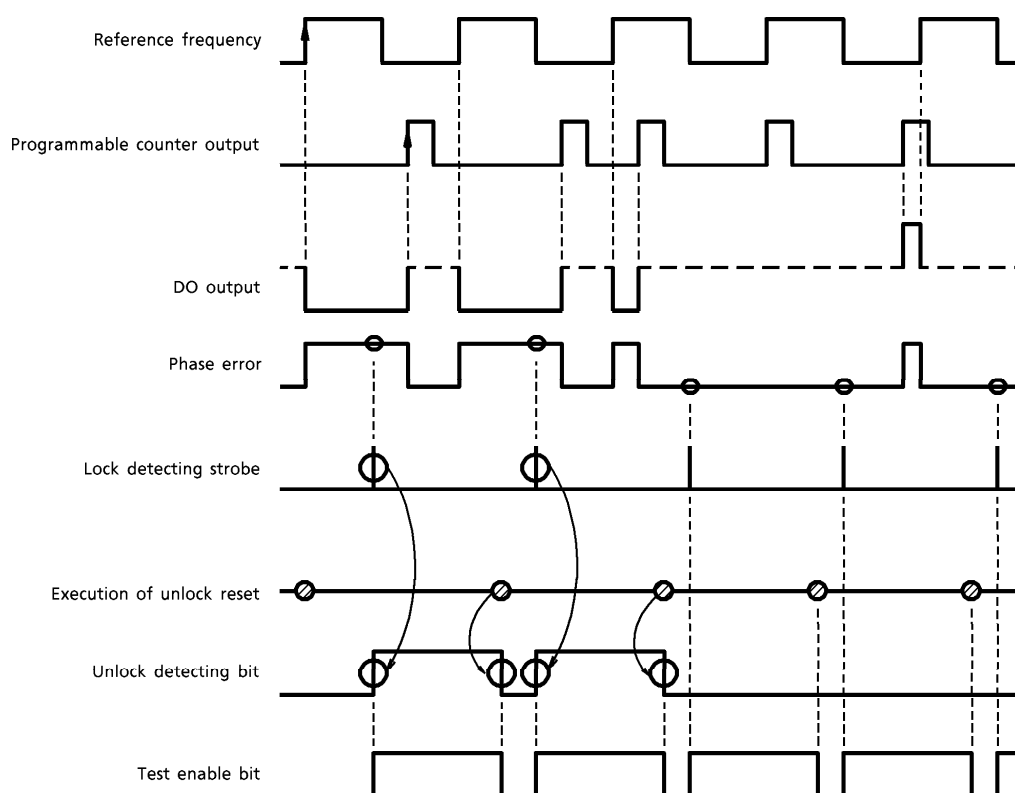 Reference frequency
Programmable counter output
DO output
Phase error
Lock detecting strobe
Execution of unlock reset
Unlock detecting bit
Test enable bit